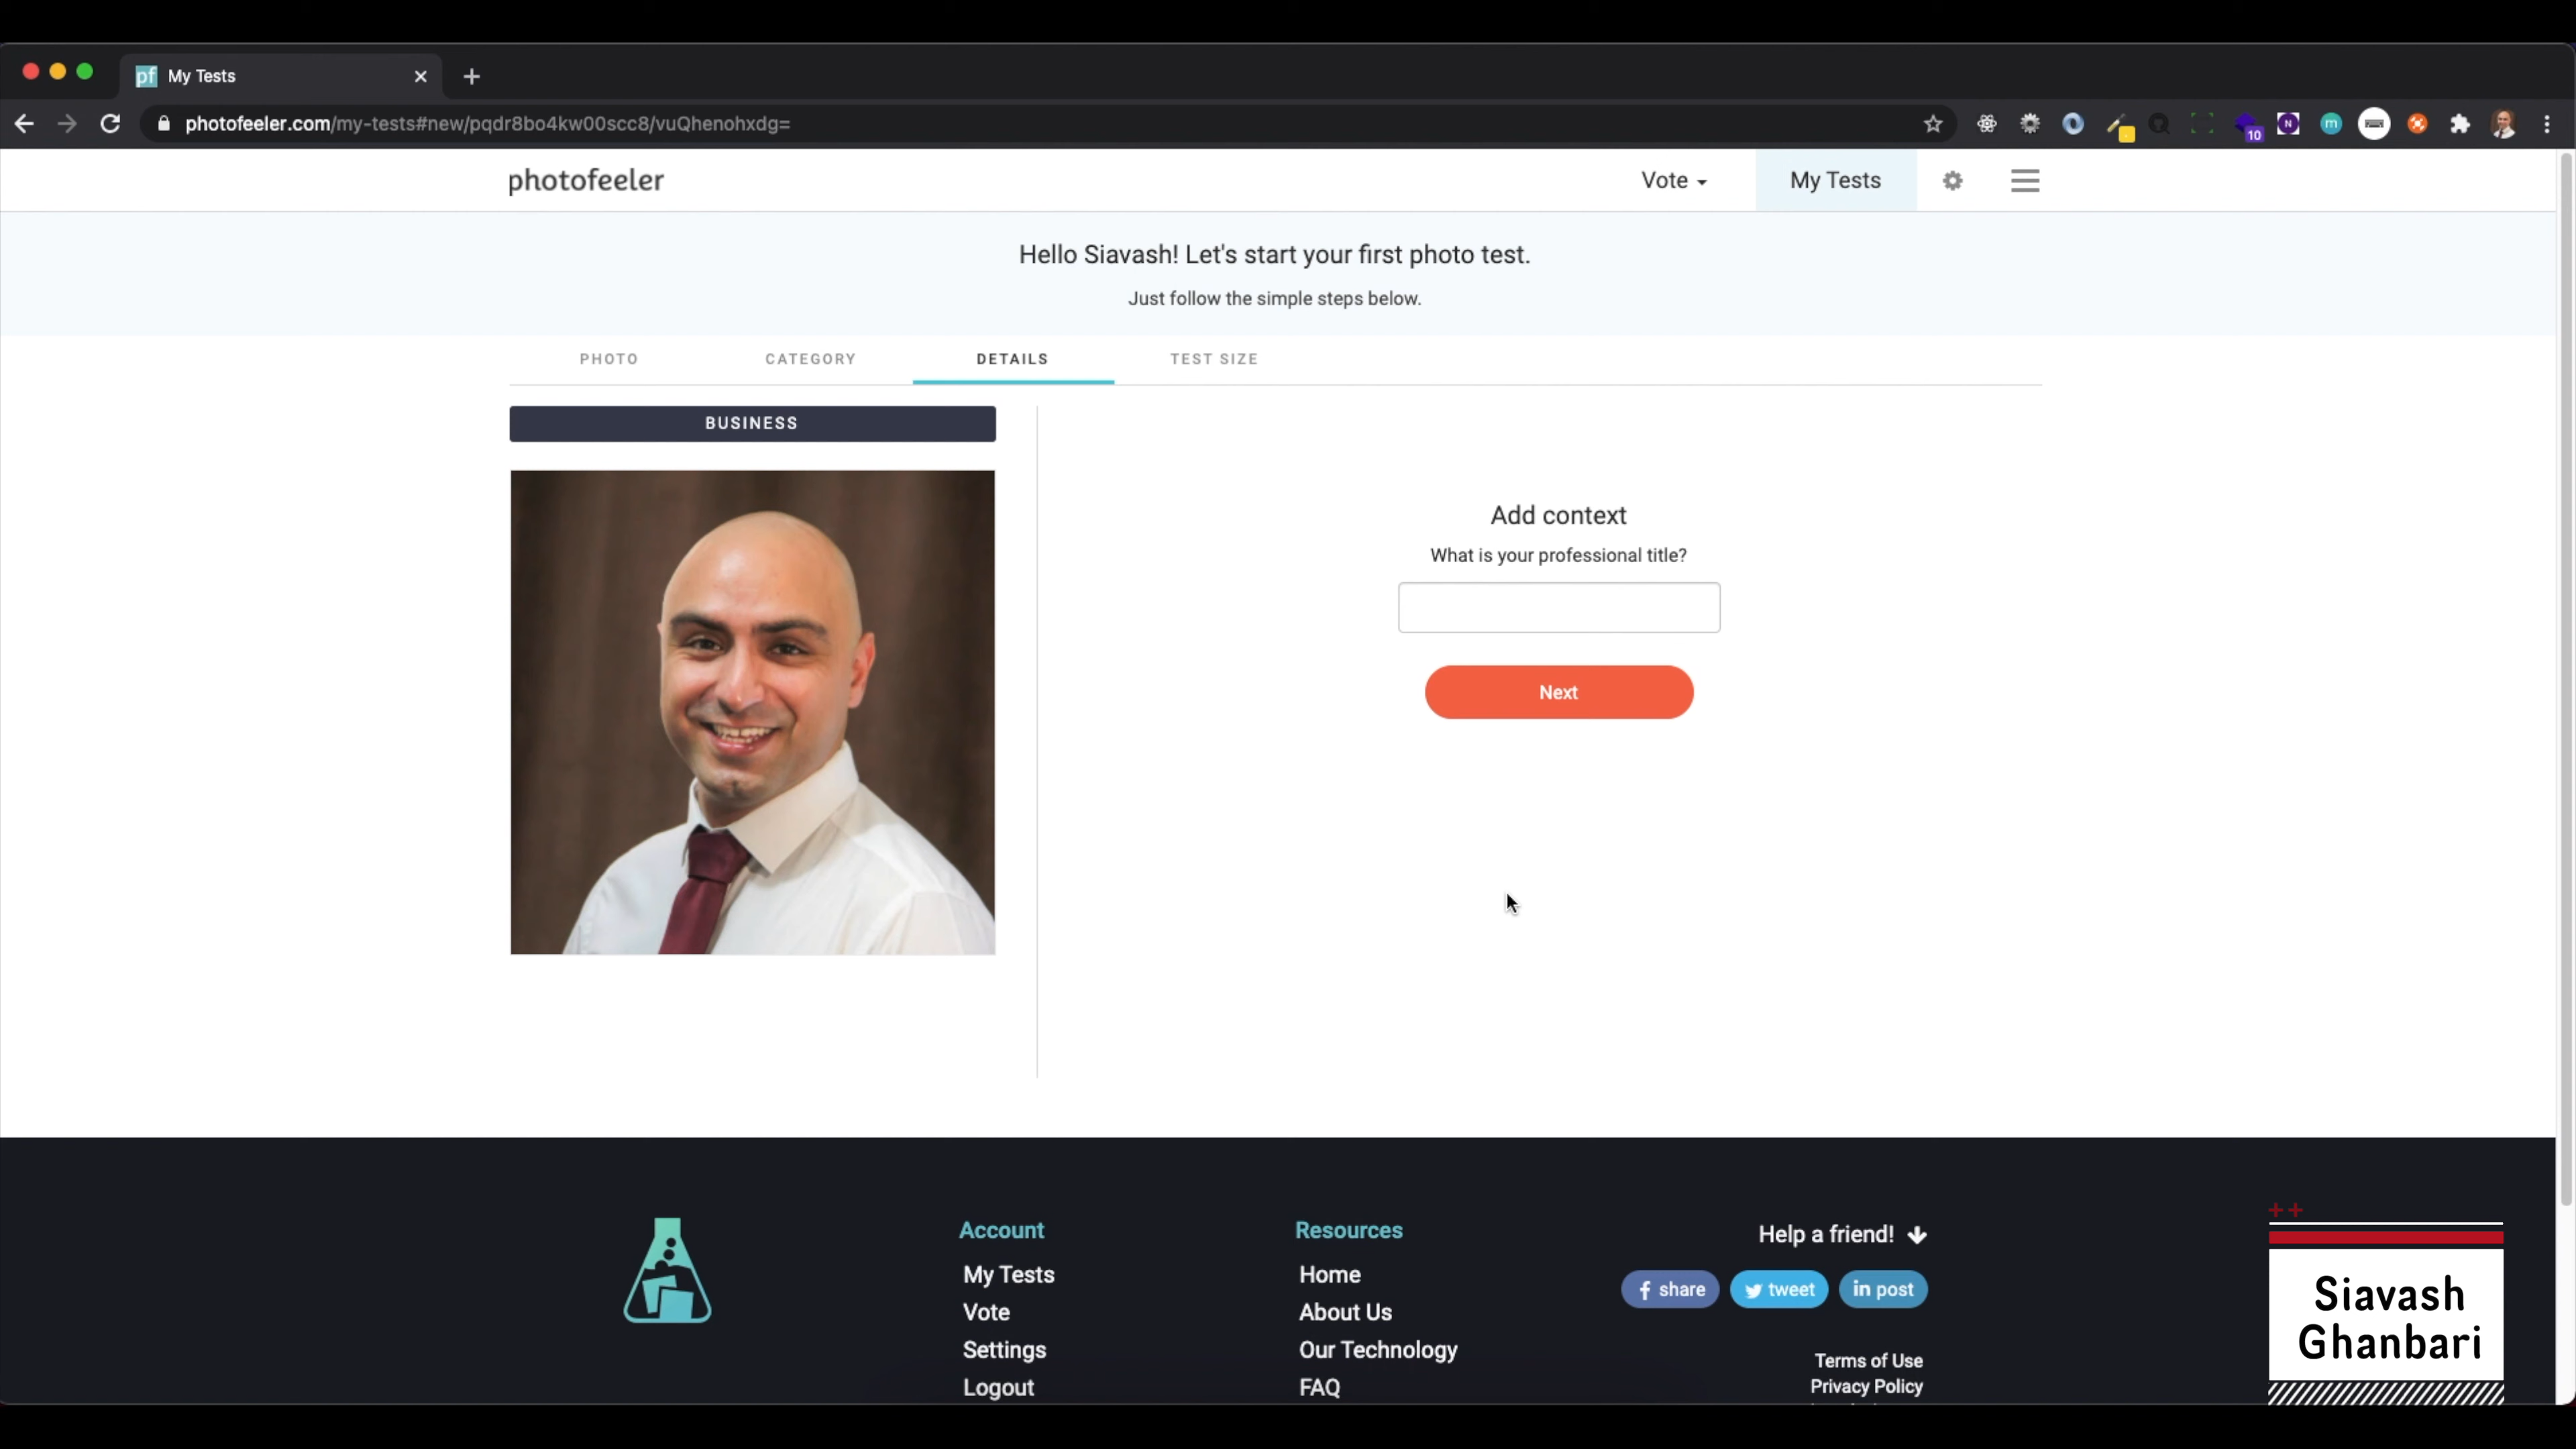 pf My Tests
photofeeler.com/my-tests#new/pqdr8bo4kw00scc8/vuQhenohxdg=
10
N
m
photofeeler
Vote
My Tests
Hello Siavash! Let's start your first photo test.
Just follow the simple steps below.
PHOTO
CATEGORY
DETAILS
TEST SIZE
BUSINESS
Add context
What is your professional title?
Next
Account
My Tests
Vote
Settings
Logout
Resources
Home
About Us
Our Technology
FAQ
Help a friend!
f share
tweet
in post
Terms of Use
Privacy Policy
++
Siavash
Ghanbari